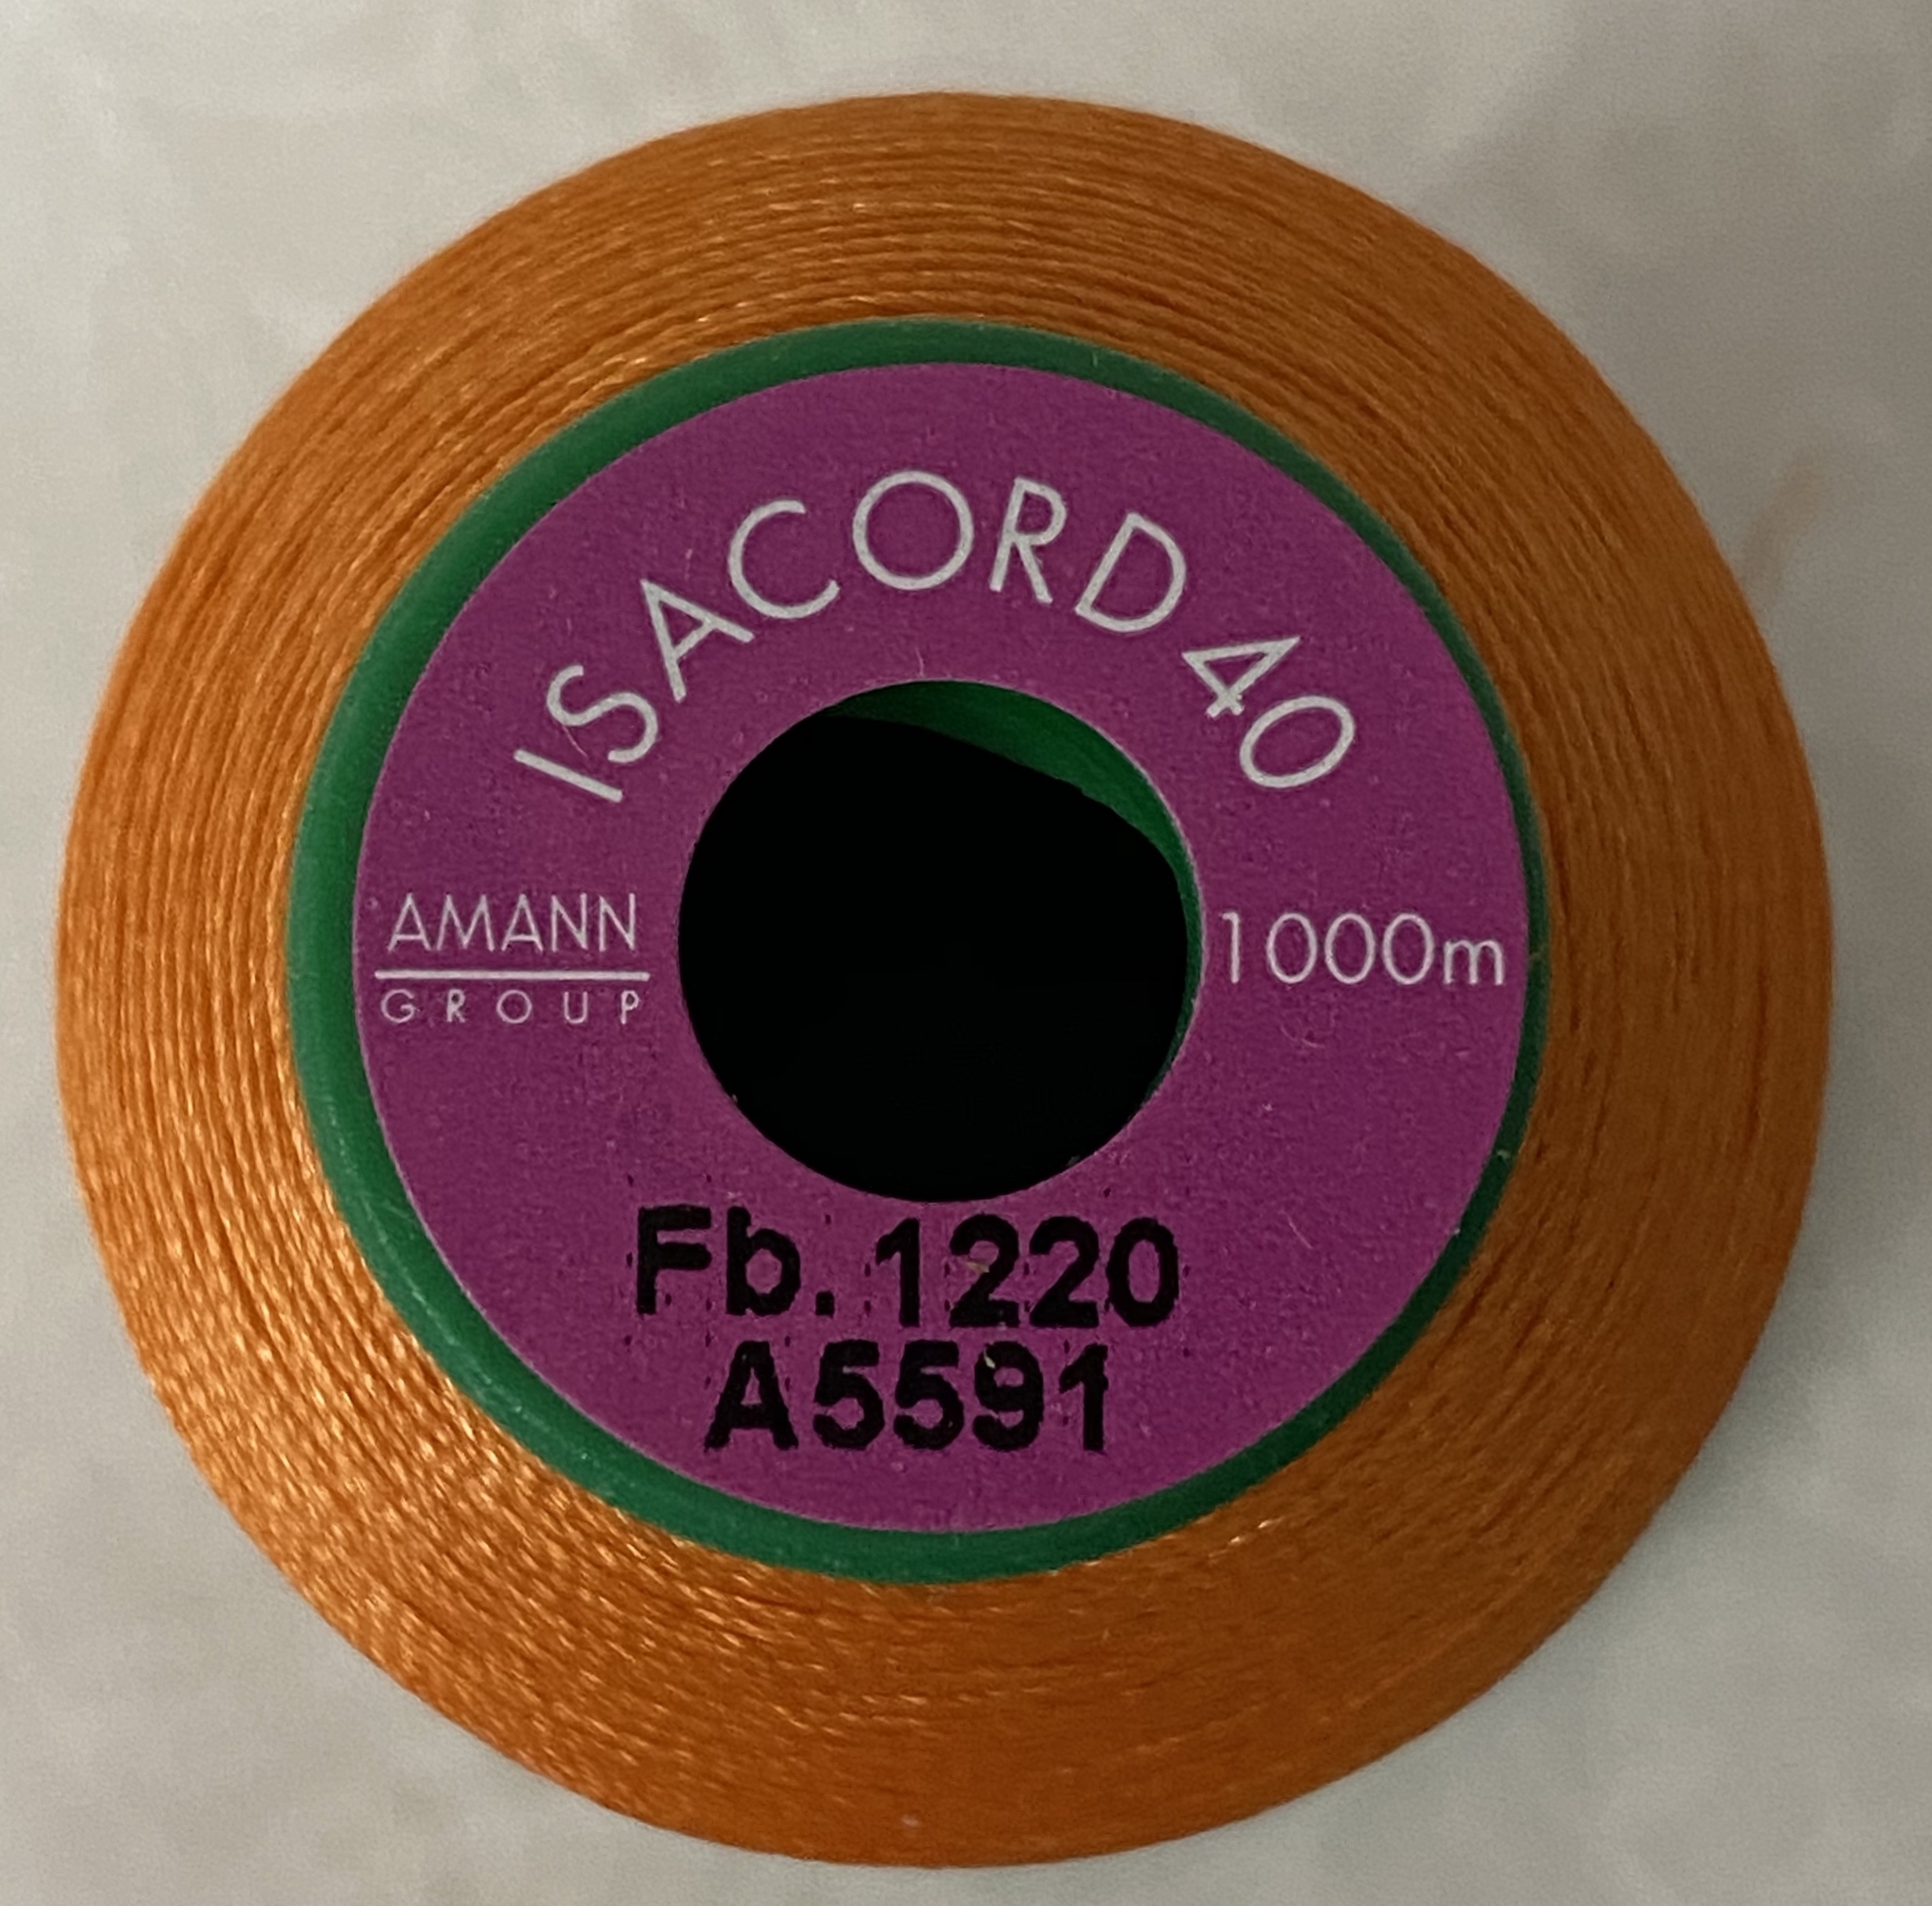 ISACORD 40
AMANN
GROUP
1000m
Fb. 1220
A5591